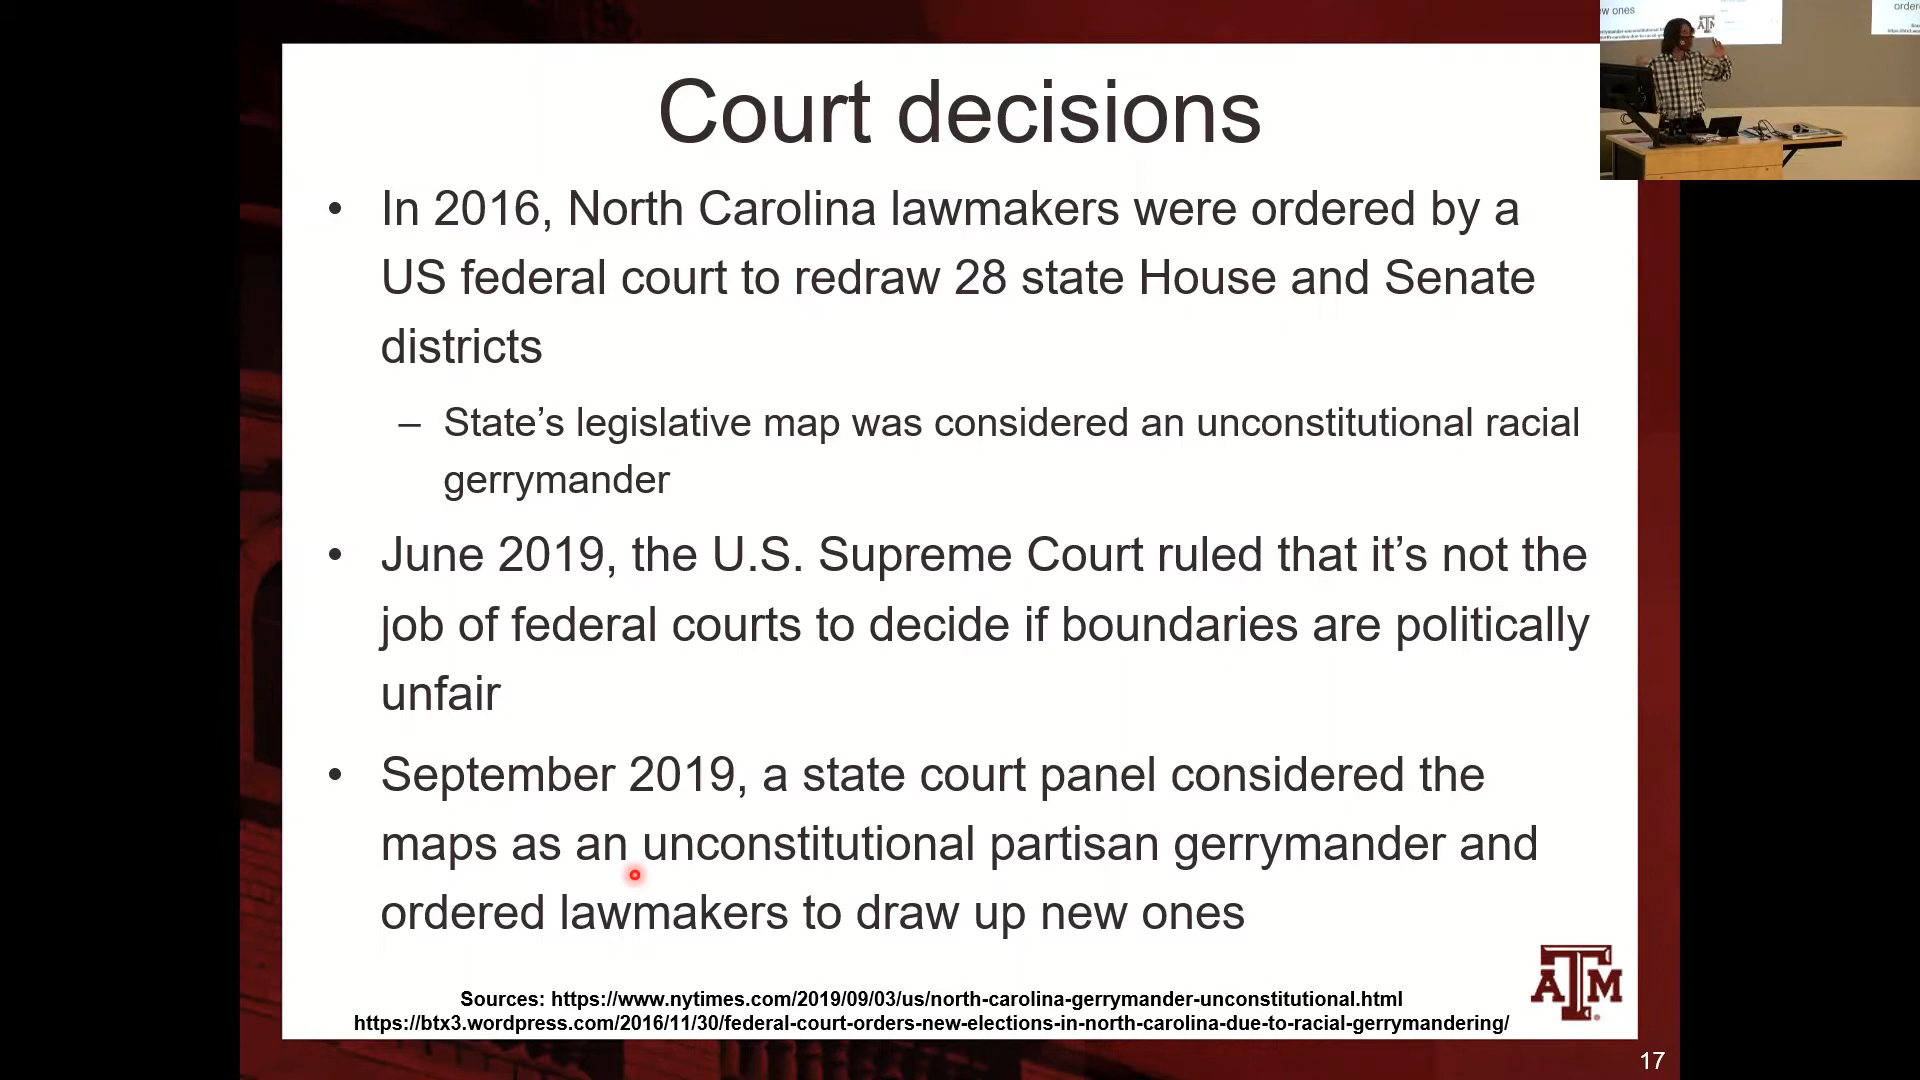 Court decisions
• In 2016, North Carolina lawmakers were ordered by a
US federal court to redraw 28 state House and Senate
districts
– State’s legislative map was considered an unconstitutional racial
gerrymander
• June 2019, the U.S. Supreme Court ruled that it’s not the
job of federal courts to decide if boundaries are politically
unfair
• September 2019, a state court panel considered the
maps as an unconstitutional partisan gerrymander and
ordered lawmakers to draw up new ones
Sources: https://www.nytimes.com/2019/09/03/us/north-carolina-gerrymander-unconstitutional.html
https://btx3.wordpress.com/2016/11/30/federal-court-orders-new-elections-in-north-carolina-due-to-racial-gerrymandering/
ATM
17
ew ones
ATM
order